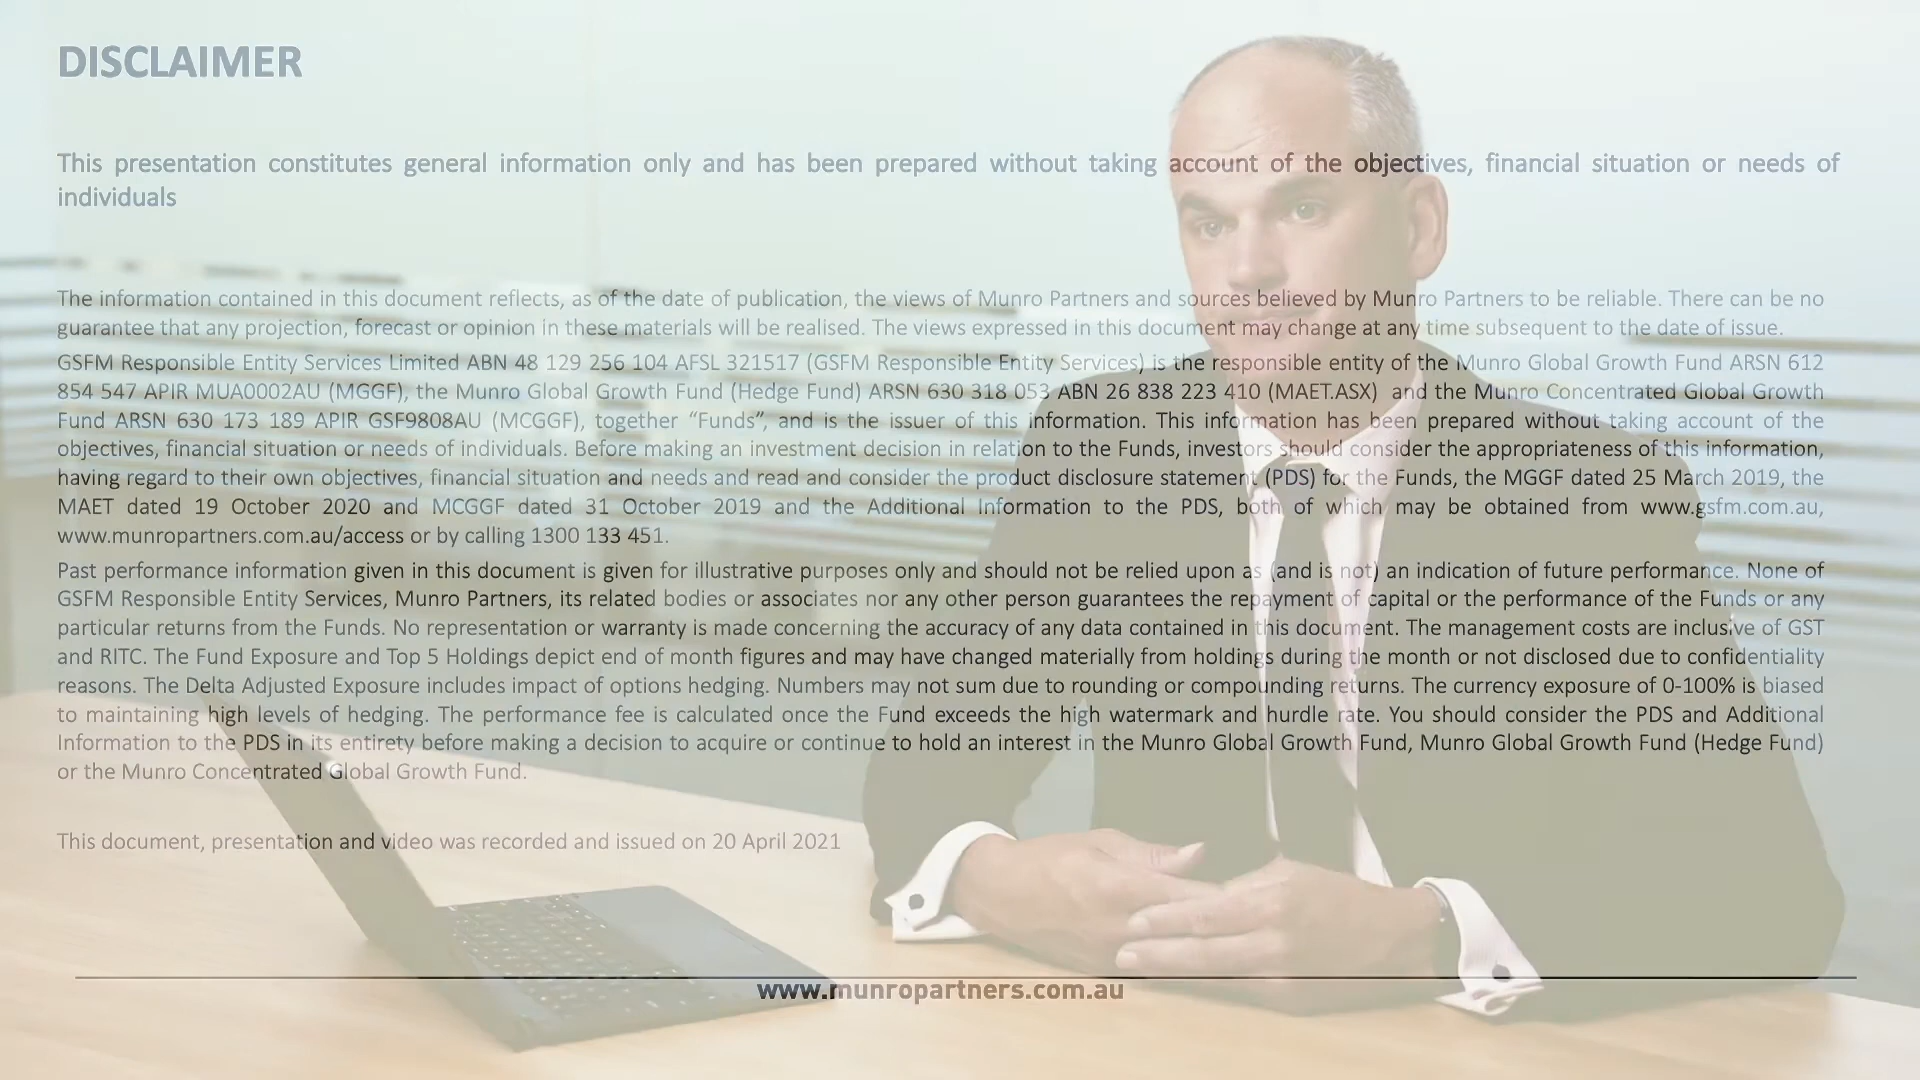 DISCLAIMER
This presentation constitutes general information only and has been prepared without taking account of the objectives, financial situation or needs of
individuals
The information contained in this document reflects, as of the date of publication, the views of Munro Partners and sources believed by Munro Partners to be reliable. There can be no
guarantee that any projection, forecast or opinion in these materials will be realised. The views expressed in this document may change at any time subsequent to the date of issue.
GSFM Responsible Entity Services Limited ABN 48 129 256 104 AFSL 321517 (GSFM Responsible Entity Services) is the responsible entity of the Munro Global Growth Fund ARSN 612
854 547 APIR MUA0002AU (MGGF), the Munro Global Growth Fund (Hedge Fund) ARSN 630 318 053 ABN 26 838 223 410 (MAET.ASX) and the Munro Concentrated Global Growth
Fund ARSN 630 173 189 APIR GSF9808AU (MCGGF), together “Funds”, and is the issuer of this information. This information has been prepared without taking account of the
objectives, financial situation or needs of individuals. Before making an investment decision in relation to the Funds, investors should consider the appropriateness of this information,
having regard to their own objectives, financial situation and needs and read and consider the product disclosure statement (PDS) for the Funds, the MGGF dated 25 March 2019, the
MAET dated 19 October 2020 and MCGGF dated 31 October 2019 and the Additional Information to the PDS, both of which may be obtained from www.gsfm.com.au,
www.munropartners.com.au/access or by calling 1300 133 451.
Past performance information given in this document is given for illustrative purposes only and should not be relied upon as (and is not) an indication of future performance. None of
GSFM Responsible Entity Services, Munro Partners, its related bodies or associates nor any other person guarantees the repayment of capital or the performance of the Funds or any
particular returns from the Funds. No representation or warranty is made concerning the accuracy of any data contained in this document. The management costs are inclusive of GST
and RITC. The Fund Exposure and Top 5 Holdings depict end of month figures and may have changed materially from holdings during the month or not disclosed due to confidentiality
reasons. The Delta Adjusted Exposure includes impact of options hedging. Numbers may not sum due to rounding or compounding returns. The currency exposure of 0-100% is biased
to maintaining high levels of hedging. The performance fee is calculated once the Fund exceeds the high watermark and hurdle rate. You should consider the PDS and Additional
Information to the PDS in its entirety before making a decision to acquire or continue to hold an interest in the Munro Global Growth Fund, Munro Global Growth Fund (Hedge Fund)
or the Munro Concentrated Global Growth Fund.
This document, presentation and video was recorded and issued on 20 April 2021
www.munropartners.com.au